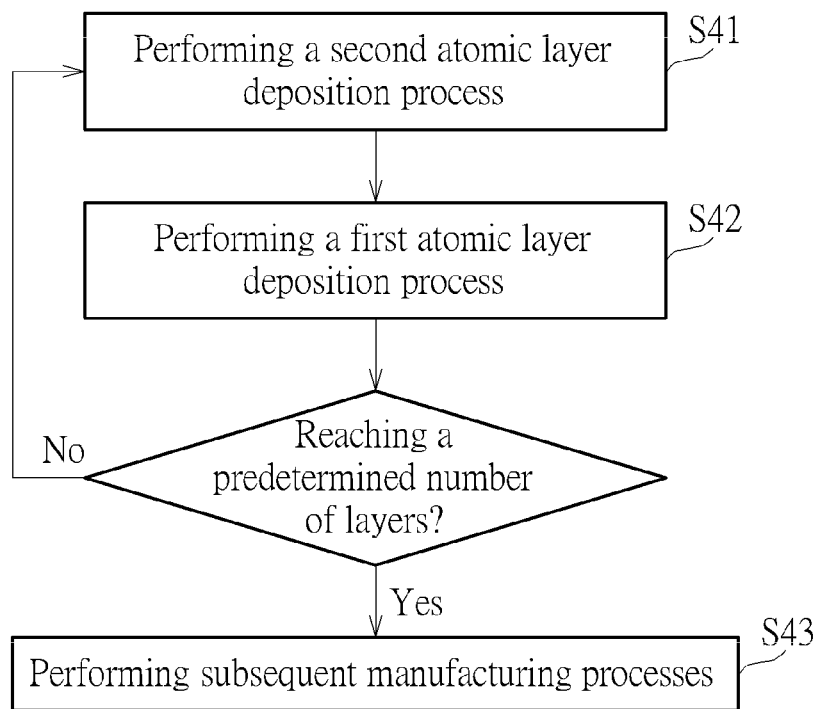 S41
Performing a second atomic layer
deposition process
S42
Performing a first atomic layer
deposition process
Reaching a
predetermined number
of layers?
No
Yes
S43
Performing subsequent manufacturing processes